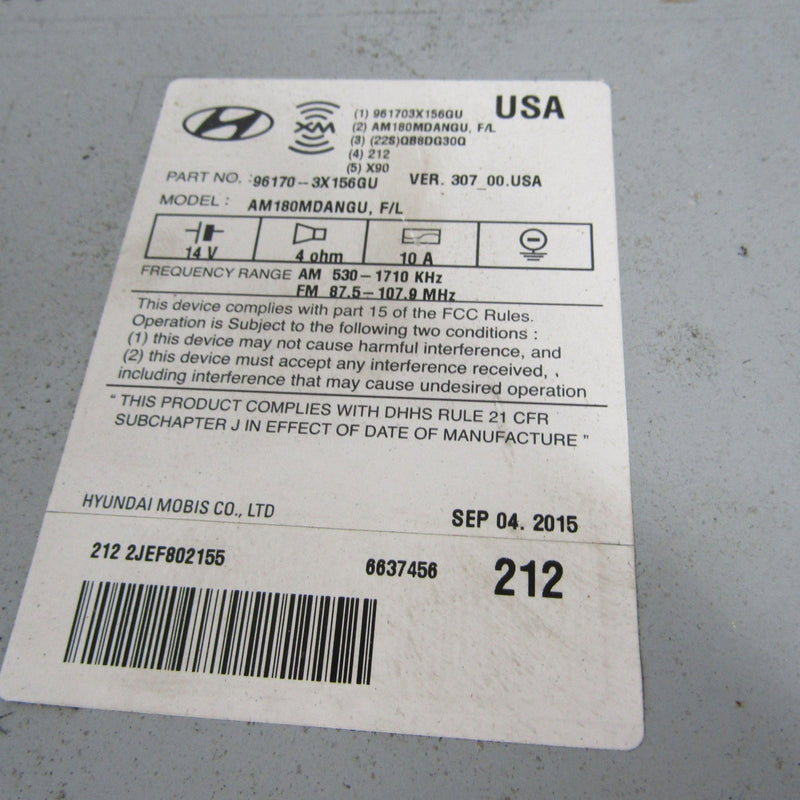 USA
XM
(1) 961703X156GU
(2) AM180MDANGU, F/L
(3) (22S)QB8DG30Q
(4) 212
(5) X90
PART NO. : 96170-3X156GU VER. 307_00.USA
MODEL : AM180MDANGU, F/L
14 V 4 ohm 10 A
FREQUENCY RANGE AM 530-1710 KHz
FM 87.5-107.9 MHz
This device complies with part 15 of the FCC Rules.
Operation is Subject to the following two conditions :
(1) this device may not cause harmful interference, and
(2) this device must accept any interference received, ,
including interference that may cause undesired operation
" THIS PRODUCT COMPLIES WITH DHHS RULE 21 CFR
SUBCHAPTER J IN EFFECT OF DATE OF MANUFACTURE "
HYUNDAI MOBIS CO., LTD SEP 04. 2015
212 2JEF802155 6637456 212